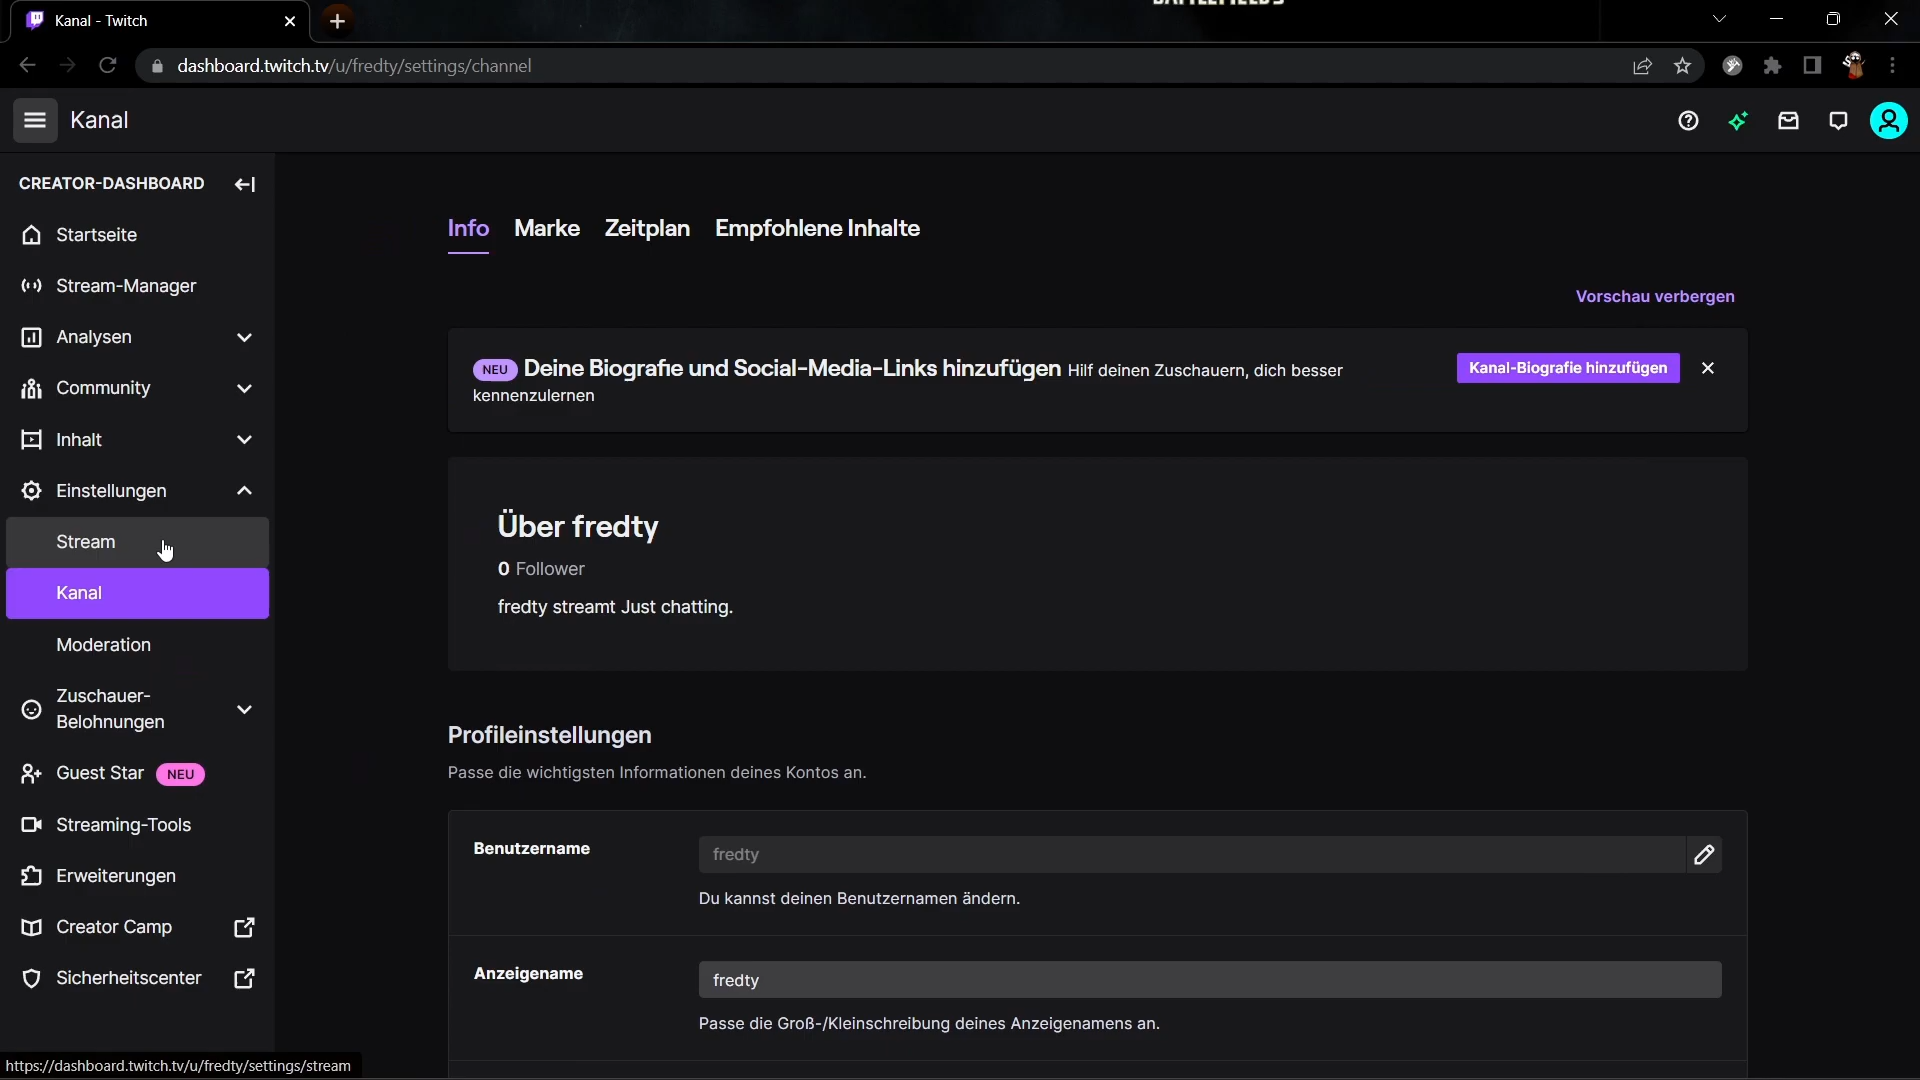 Kanal - Twitch
dashboard.twitch.tv/u/fredty/settings/channel
Kanal
CREATOR-DASHBOARD
Startseite
Stream-Manager
Analysen
Community
Inhalt
Einstellungen
Stream
Kanal
Moderation
Zuschauer-
Belohnungen
Guest Star NEU
Streaming-Tools
Erweiterungen
Creator Camp
Sicherheitscenter
Info Marke Zeitplan Empfohlene Inhalte
Vorschau verbergen
NEU Deine Biografie und Social-Media-Links hinzufügen Hilf deinen Zuschauern, dich besser
kennenzulernen
Kanal-Biografie hinzufügen
Über fredty
0 Follower
fredty streamt Just chatting.
Profileinstellungen
Passe die wichtigsten Informationen deines Kontos an.
Benutzername
fredty
Du kannst deinen Benutzernamen ändern.
Anzeigename
fredty
Passe die Groß-/Kleinschreibung deines Anzeigenamens an.
https://dashboard.twitch.tv/u/fredty/settings/stream